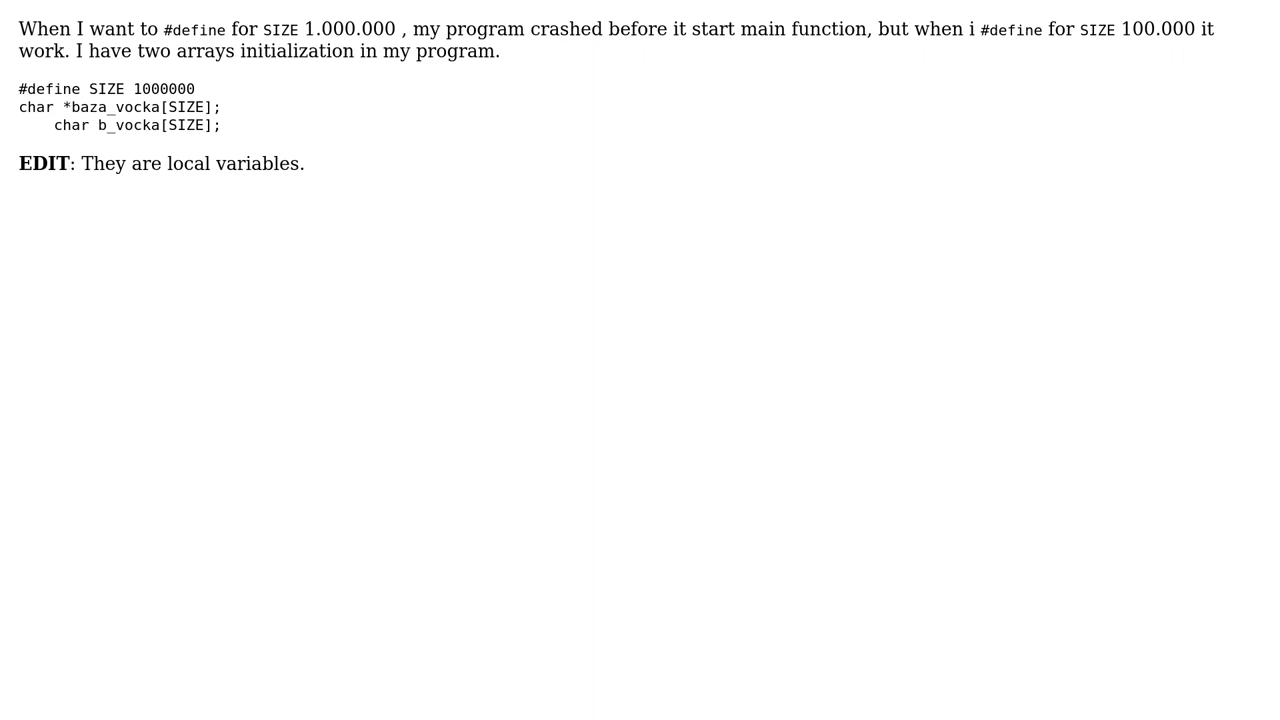 When I want to #define for SIZE 1.000.000 , my program crashed before it start main function, but when i #define for SIZE 100.000 it
work. I have two arrays initialization in my program.
#define SIZE 1000000
char *baza_vocka[SIZE];
    char b_vocka[SIZE];
EDIT: They are local variables.